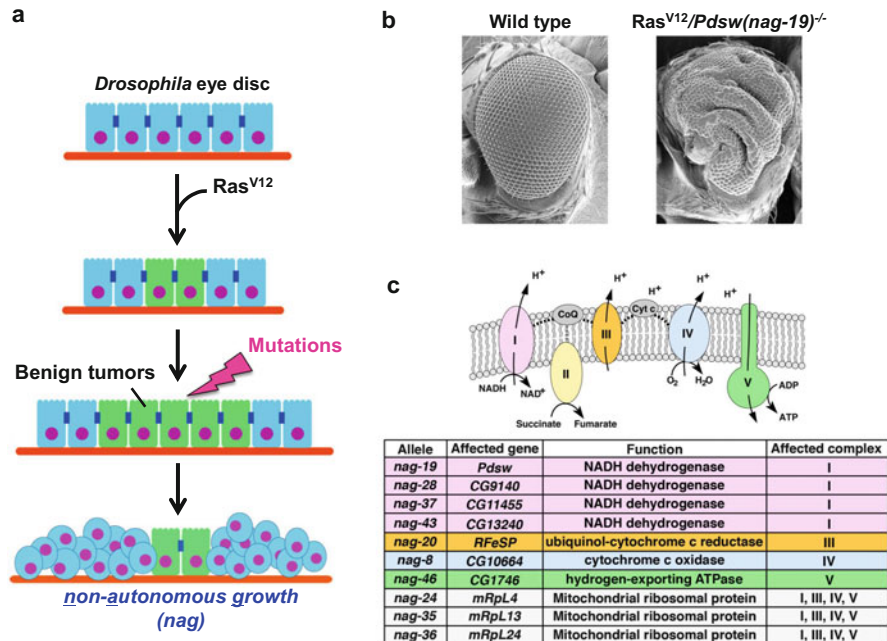 a
Drosophila eye disc
Ras^V12
Mutations
Benign tumors
non-autonomous growth
(nag)
b
Wild type
Ras^V12/Pdsw(nag-19)^-/-
c
H+
H+
H+
H+
H+
CoQ
Cyt c
I
III
IV
II
V
NADH
NAD+
O2
H2O
ADP
ATP
Succinate
Fumarate
Allele Affected gene Function Affected complex
nag-19 Pdsw NADH dehydrogenase I
nag-28 CG9140 NADH dehydrogenase I
nag-37 CG11455 NADH dehydrogenase I
nag-43 CG13240 NADH dehydrogenase I
nag-20 RFeSP ubiquinol-cytochrome c reductase III
nag-8 CG10664 cytochrome c oxidase IV
nag-46 CG1746 hydrogen-exporting ATPase V
nag-24 mRpL4 Mitochondrial ribosomal protein I, III, IV, V
nag-35 mRpL13 Mitochondrial ribosomal protein I, III, IV, V
nag-36 mRpL24 Mitochondrial ribosomal protein I, III, IV, V